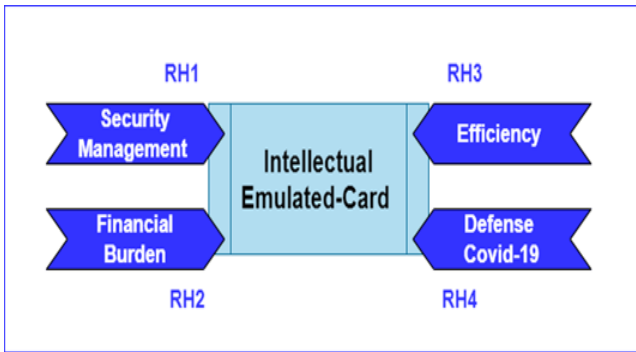 RH1
RH3
Security
Management
Intellectual
Emulated-Card
Efficiency
Financial
Burden
Defense
Covid-19
RH2
RH4